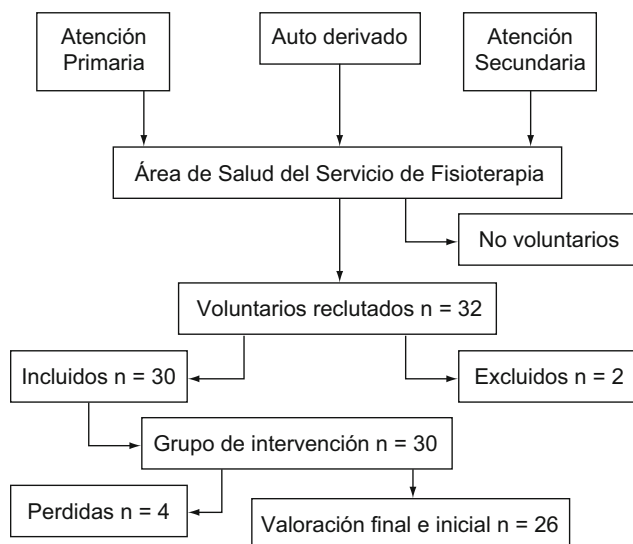 Atención
Primaria
Auto derivado
Atención
Secundaria
Área de Salud del Servicio de Fisioterapia
No voluntarios
Voluntarios reclutados n = 32
Incluidos n = 30
Excluidos n = 2
Grupo de intervención n = 30
Perdidas n = 4
Valoración final e inicial n = 26